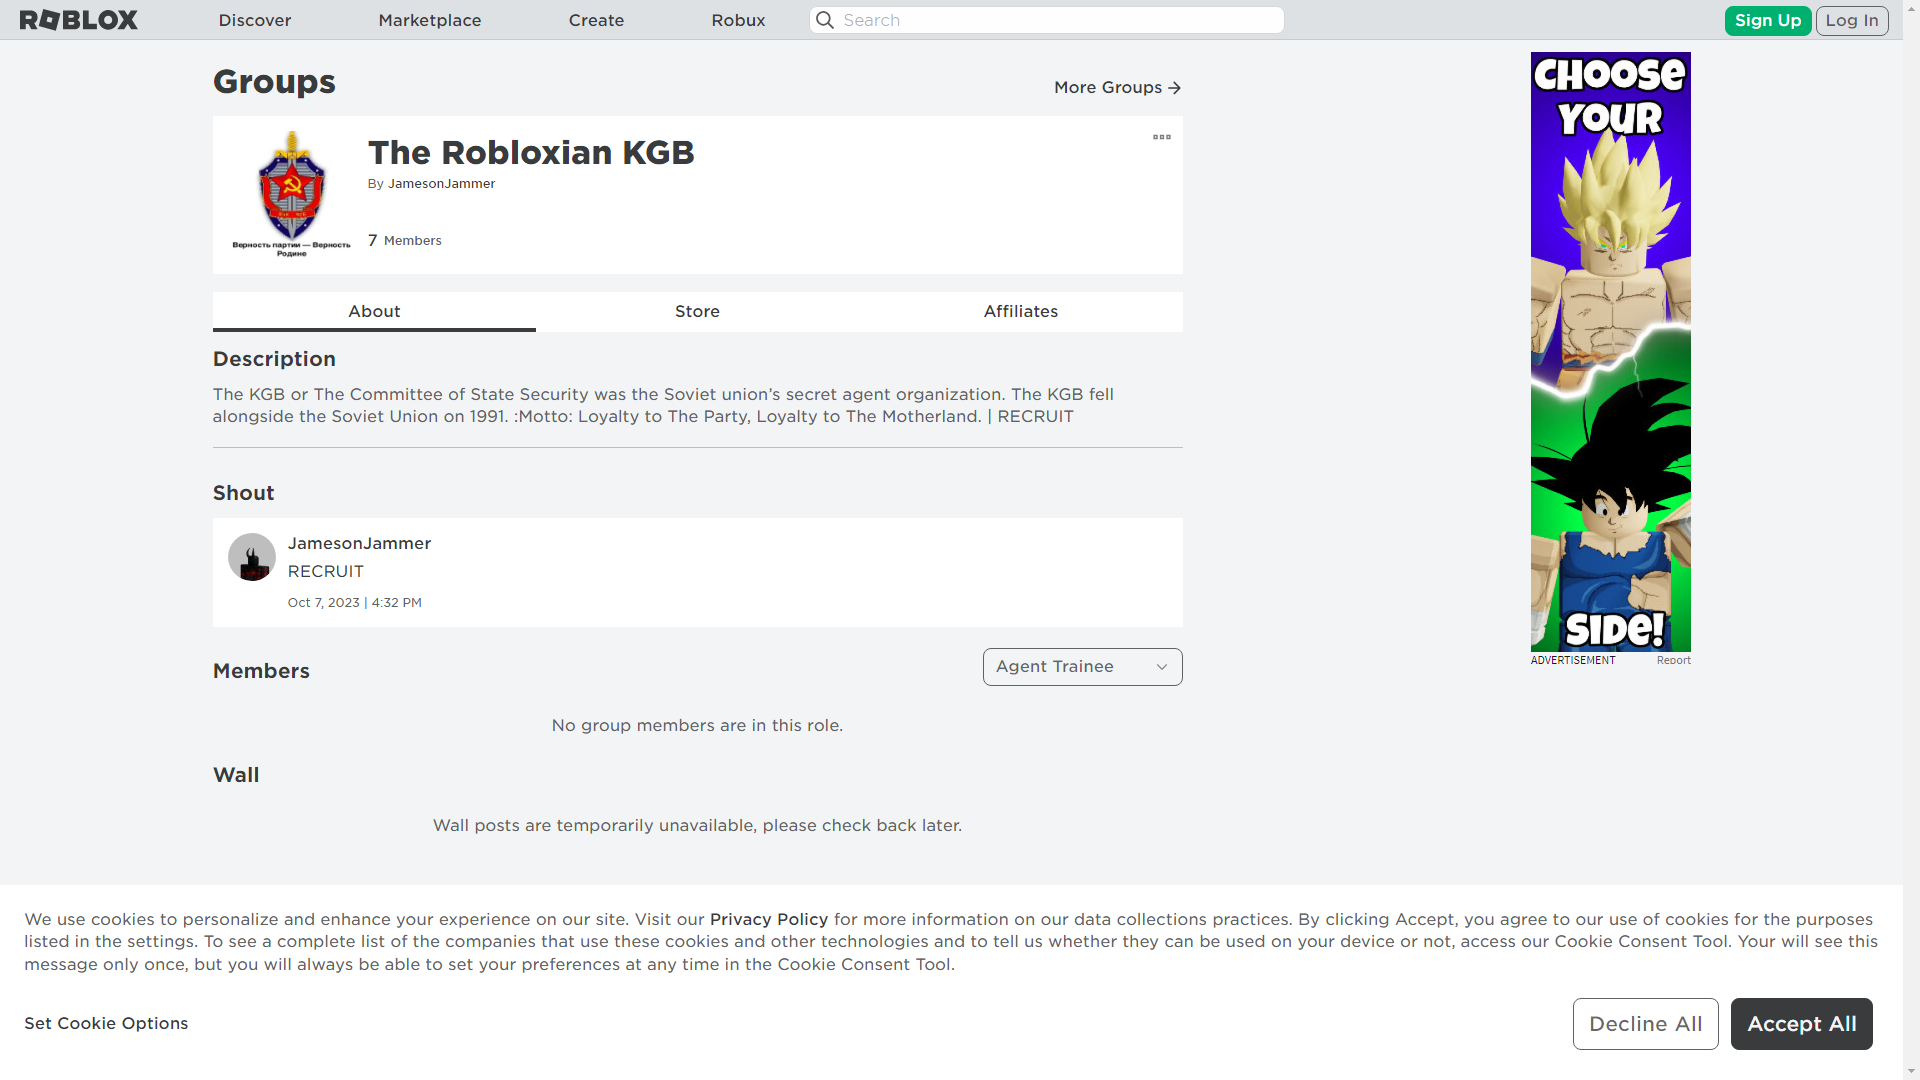 ROBLOX
Discover
Marketplace
Create
Robux
Search
Sign Up
Log In
Groups
More Groups
The Robloxian KGB
By JamesonJammer
7 Members
Верность партии — Верность
Родине
About
Store
Affiliates
Description
The KGB or The Committee of State Security was the Soviet union’s secret agent organization. The KGB fell
alongside the Soviet Union on 1991. :Motto: Loyalty to The Party, Loyalty to The Motherland. | RECRUIT
Shout
JamesonJammer
RECRUIT
Oct 7, 2023 | 4:32 PM
Members
Agent Trainee
No group members are in this role.
Wall
Wall posts are temporarily unavailable, please check back later.
CHOOSE
YOUR
SIDE!
ADVERTISEMENT
Report
We use cookies to personalize and enhance your experience on our site. Visit our Privacy Policy for more information on our data collections practices. By clicking Accept, you agree to our use of cookies for the purposes
listed in the settings. To see a complete list of the companies that use these cookies and other technologies and to tell us whether they can be used on your device or not, access our Cookie Consent Tool. Your will see this
message only once, but you will always be able to set your preferences at any time in the Cookie Consent Tool.
Set Cookie Options
Decline All
Accept All